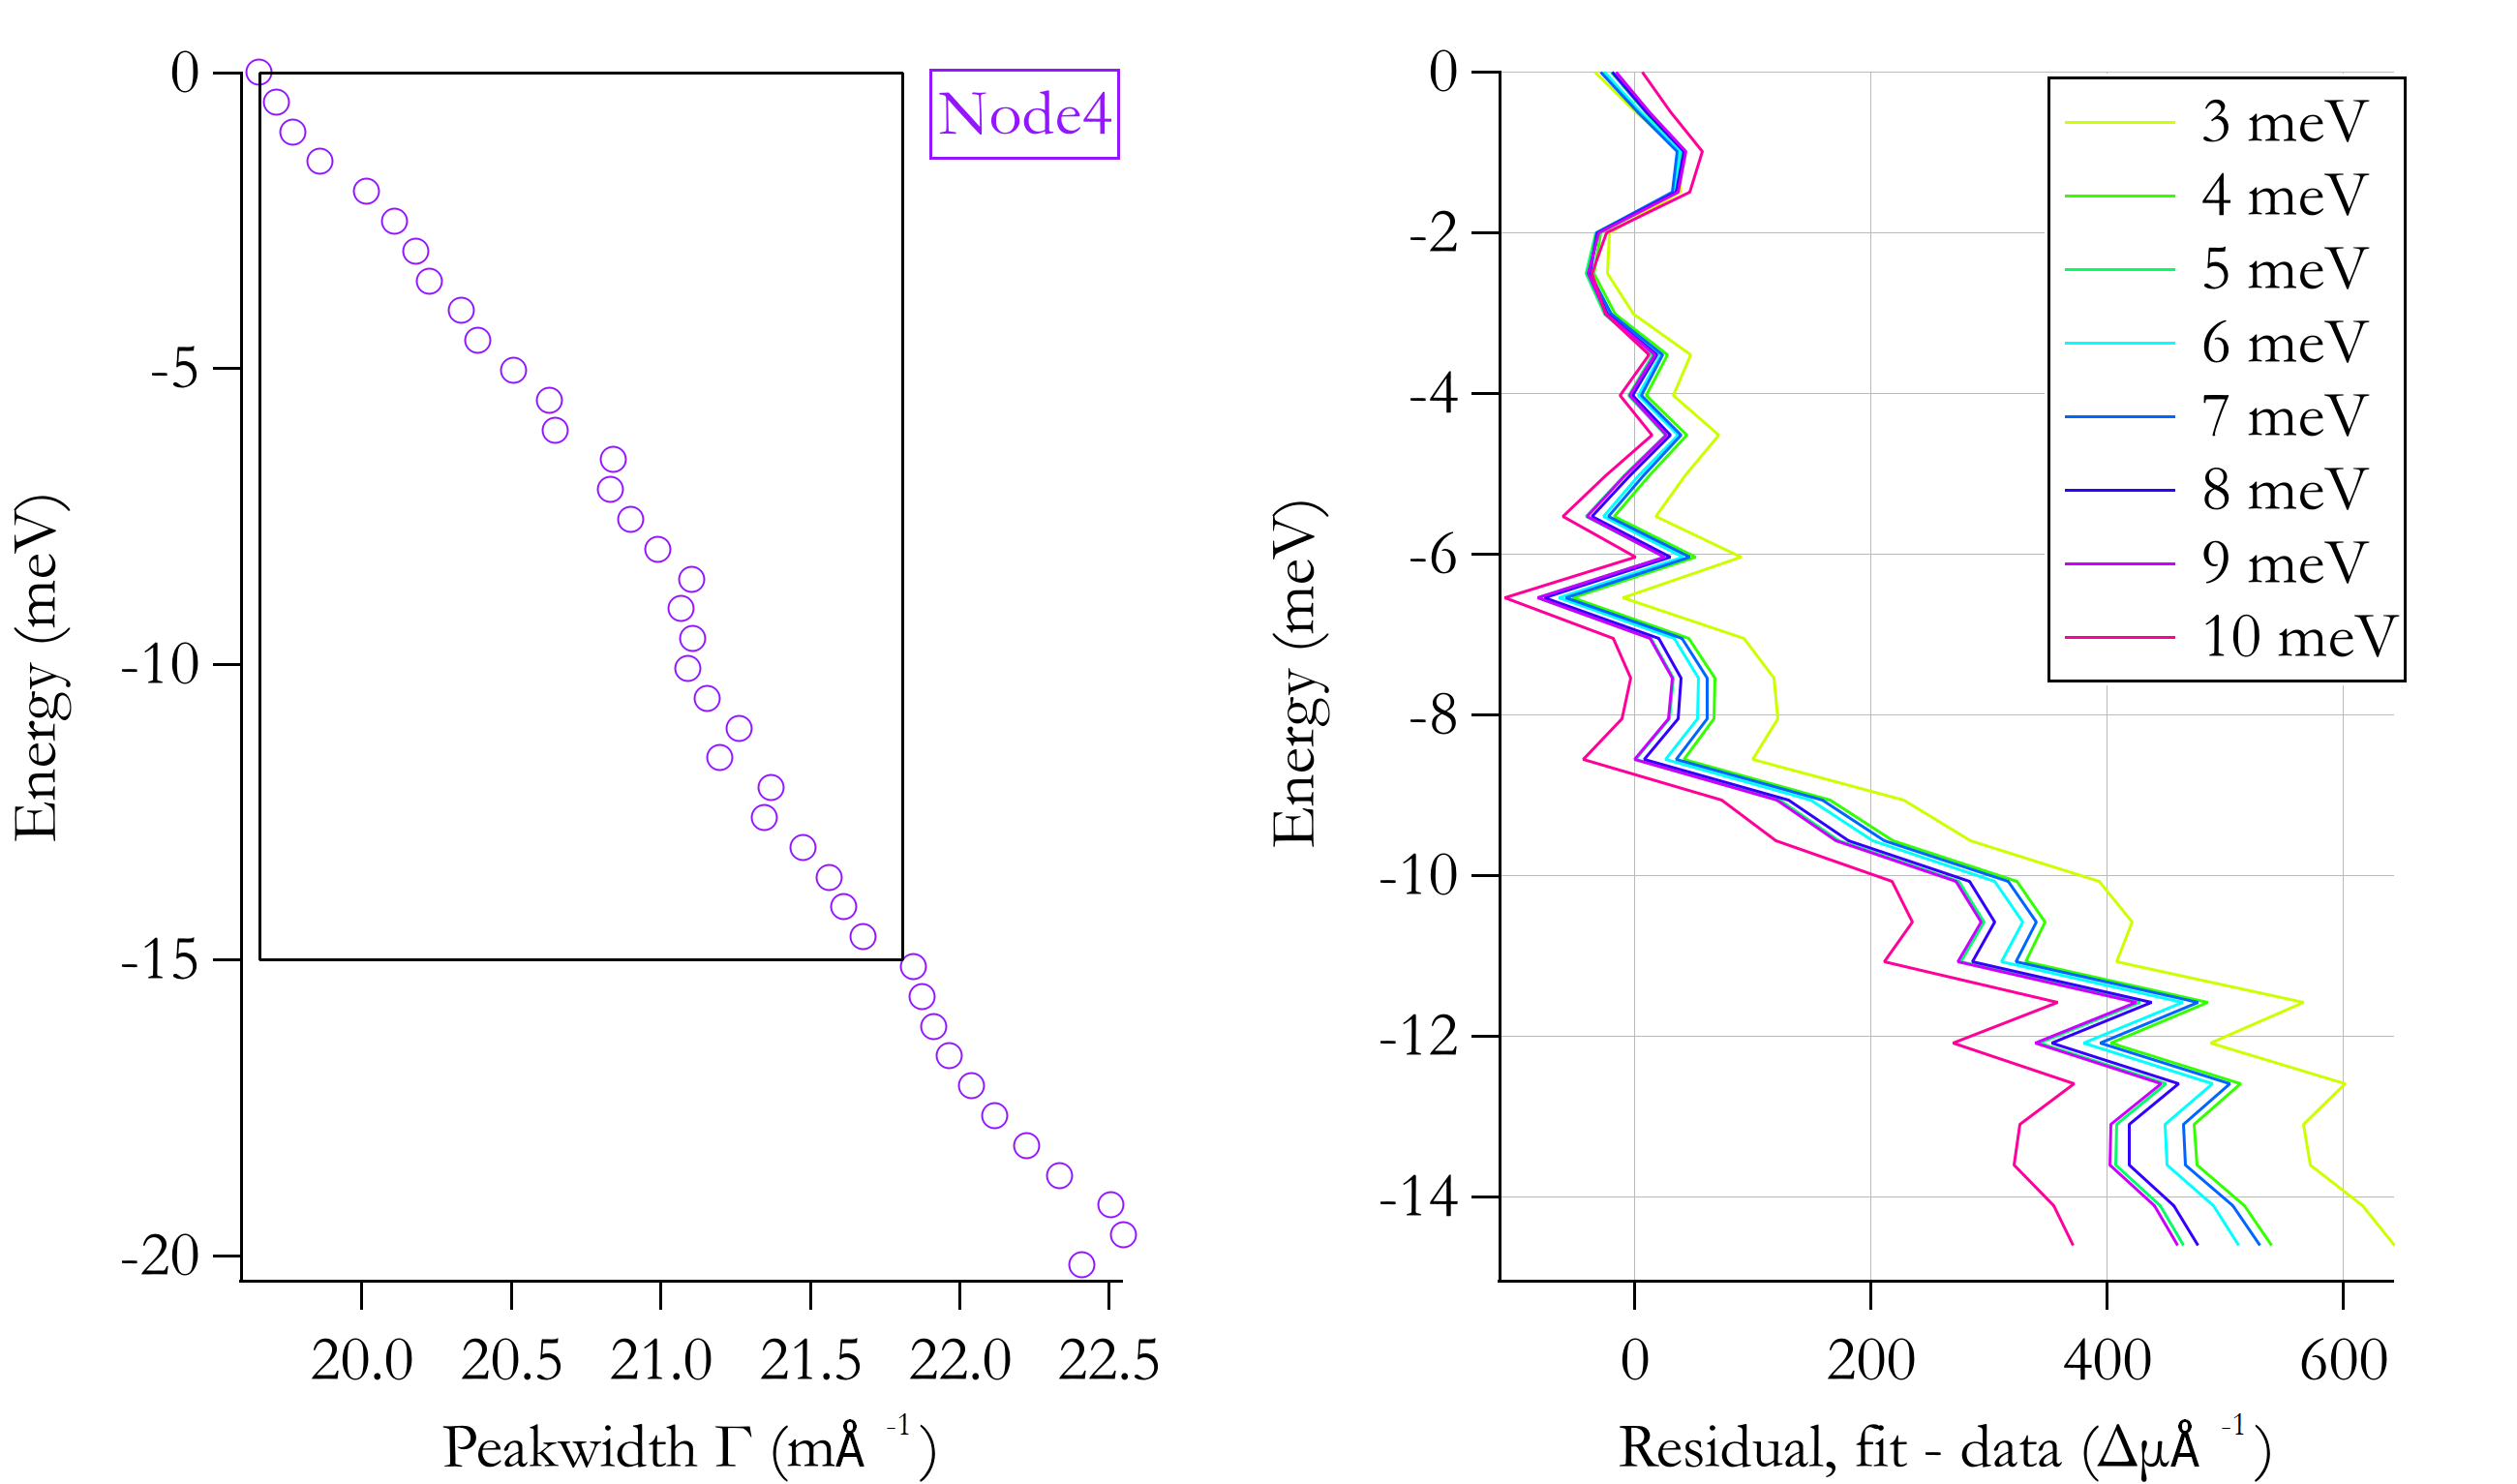 0
-5
-10
-15
-20
Energy (meV)
20.0 20.5 21.0 21.5 22.0 22.5
Peakwidth Γ (mÅ⁻¹)
Node4
0
-2
-4
-6
-8
-10
-12
-14
Energy (meV)
0 200 400 600
Residual, fit - data (ΔμÅ⁻¹)
3 meV
4 meV
5 meV
6 meV
7 meV
8 meV
9 meV
10 meV